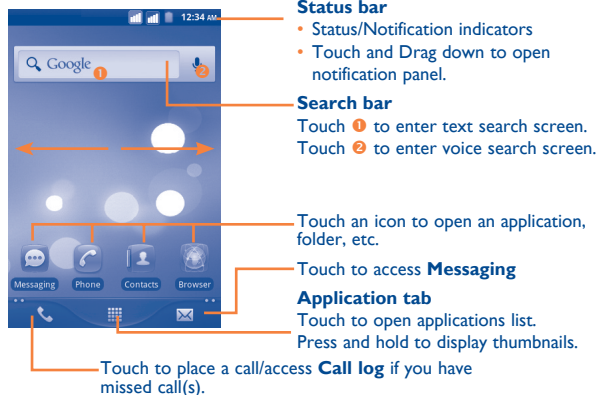 12:34 AM
Google
1
2
Messaging
Phone
Contacts
Browser
Status bar
• Status/Notification indicators
• Touch and Drag down to open
notification panel.
Search bar
Touch ❶ to enter text search screen.
Touch ❷ to enter voice search screen.
Touch an icon to open an application,
folder, etc.
Touch to access Messaging
Application tab
Touch to open applications list.
Press and hold to display thumbnails.
Touch to place a call/access Call log if you have
missed call(s).